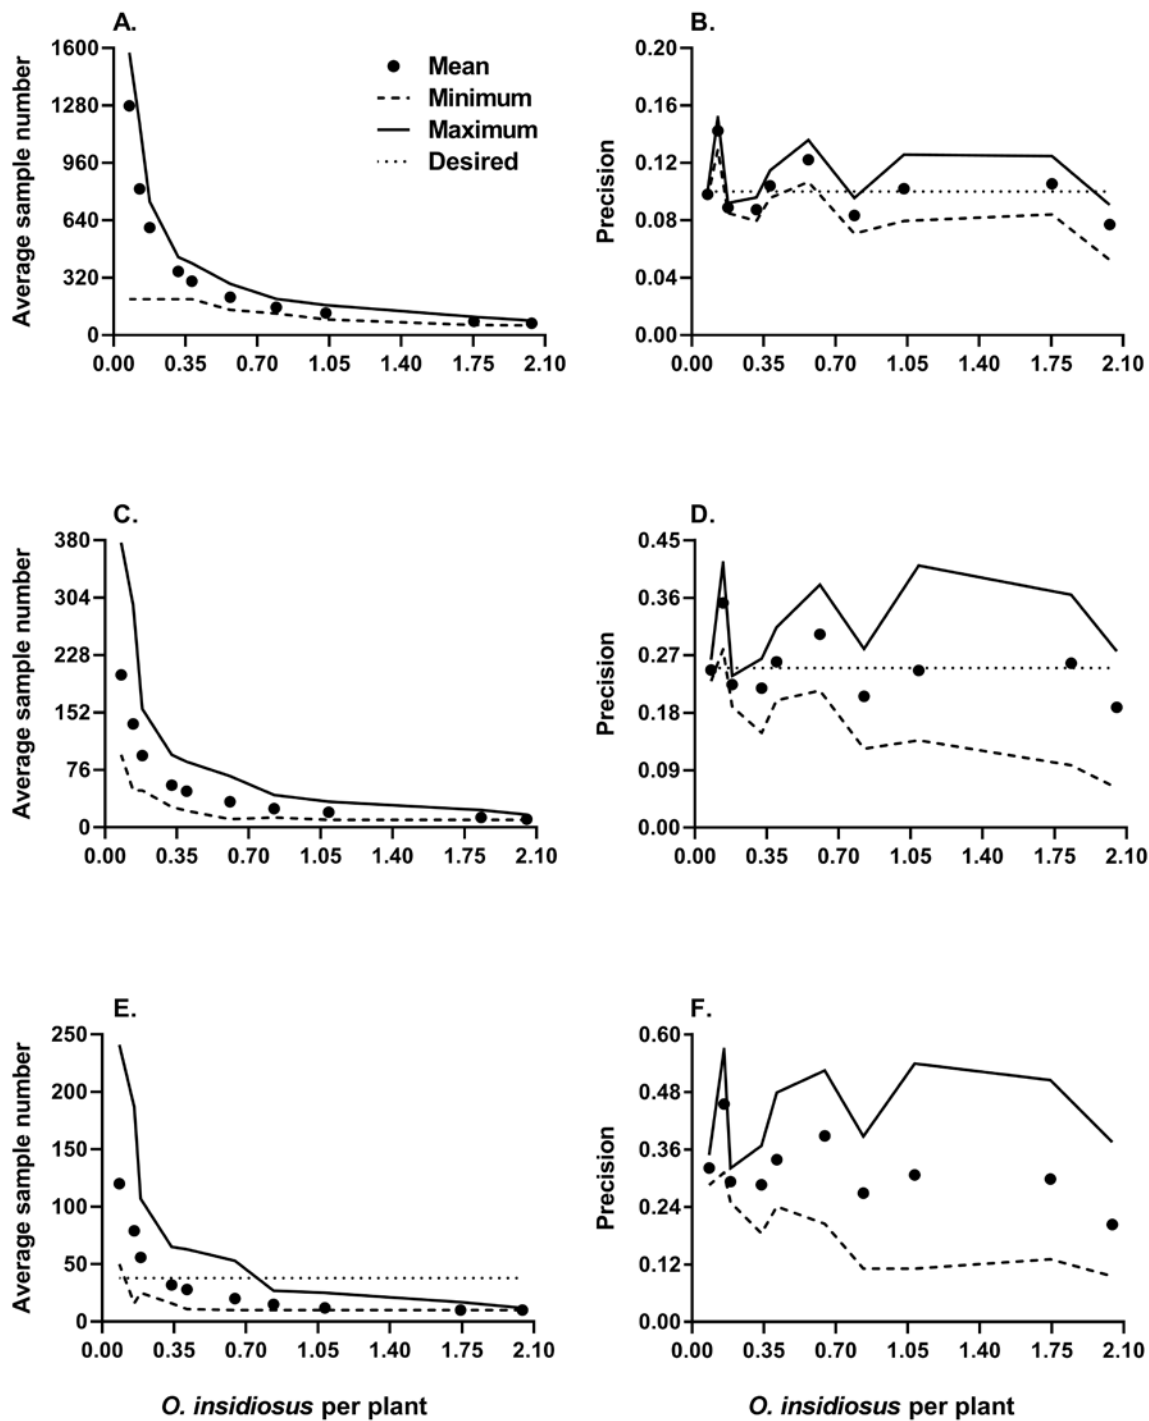 A.
Average sample number
1600
1280
960
640
320
0
0.00 0.35 0.70 1.05 1.40 1.75 2.10
Mean
Minimum
Maximum
Desired
B.
Precision
0.20
0.16
0.12
0.08
0.04
0.00
0.00 0.35 0.70 1.05 1.40 1.75 2.10
C.
Average sample number
380
304
228
152
76
0
0.00 0.35 0.70 1.05 1.40 1.75 2.10
D.
Precision
0.45
0.36
0.27
0.18
0.09
0.00
0.00 0.35 0.70 1.05 1.40 1.75 2.10
E.
Average sample number
250
200
150
100
50
0
0.00 0.35 0.70 1.05 1.40 1.75 2.10
O. insidiosus per plant
F.
Precision
0.60
0.48
0.36
0.24
0.12
0.00
0.00 0.35 0.70 1.05 1.40 1.75 2.10
O. insidiosus per plant